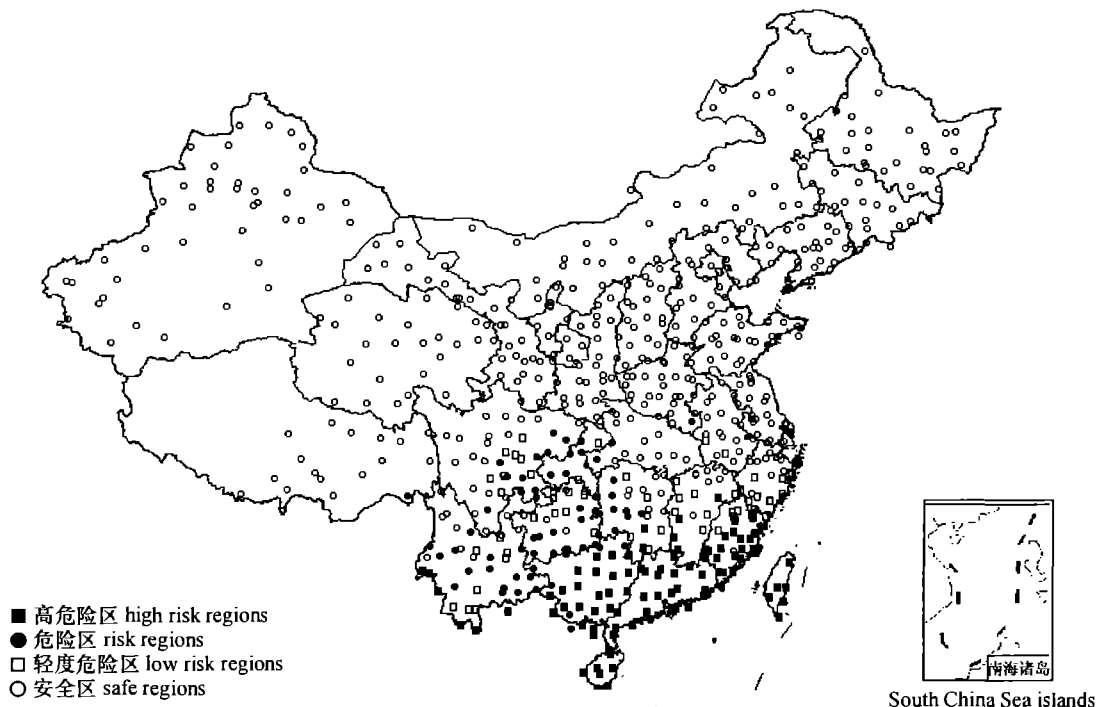 高危险区 high risk regions
危险区 risk regions
轻度危险区 low risk regions
安全区 safe regions
南海诸岛
South China Sea islands